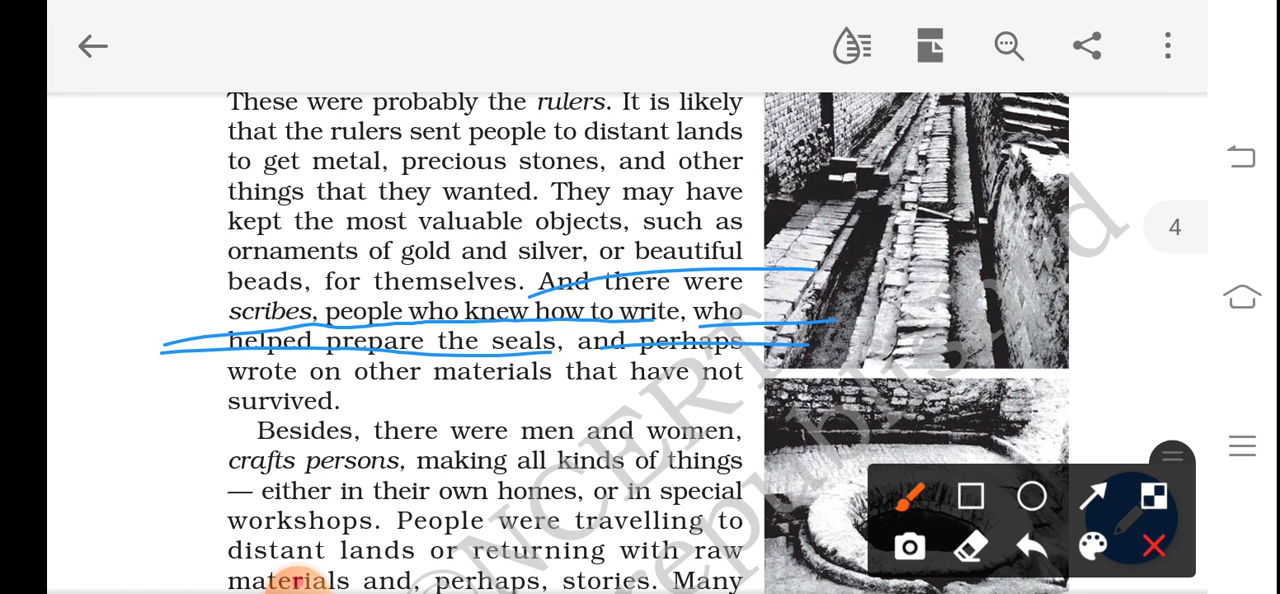 These were probably the rulers. It is likely
that the rulers sent people to distant lands
to get metal, precious stones, and other
things that they wanted. They may have
kept the most valuable objects, such as
ornaments of gold and silver, or beautiful
beads, for themselves. And there were
scribes, people who knew how to write, who
helped prepare the seals, and perhaps
wrote on other materials that have not
survived.
Besides, there were men and women,
crafts persons, making all kinds of things
— either in their own homes, or in special
workshops. People were travelling to
distant lands or returning with raw
materials and, perhaps, stories. Many
4
©NCERT
republished